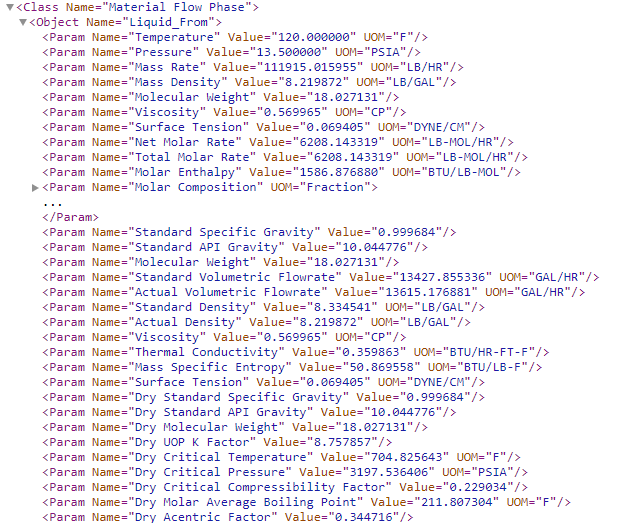 ▼<Class Name="Material Flow Phase">
▼<Object Name="Liquid_From">
<Param Name="Temperature" Value="120.000000" UOM="F"/>
<Param Name="Pressure" Value="13.500000" UOM="PSIA"/>
<Param Name="Mass Rate" Value="111915.015955" UOM="LB/HR"/>
<Param Name="Mass Density" Value="8.219872" UOM="LB/GAL"/>
<Param Name="Molecular Weight" Value="18.027131"/>
<Param Name="Viscosity" Value="0.569965" UOM="CP"/>
<Param Name="Surface Tension" Value="0.069405" UOM="DYNE/CM"/>
<Param Name="Net Molar Rate" Value="6208.143319" UOM="LB-MOL/HR"/>
<Param Name="Total Molar Rate" Value="6208.143319" UOM="LB-MOL/HR"/>
<Param Name="Molar Enthalpy" Value="1586.876880" UOM="BTU/LB-MOL"/>
▶<Param Name="Molar Composition" UOM="Fraction">
...
</Param>
<Param Name="Standard Specific Gravity" Value="0.999684"/>
<Param Name="Standard API Gravity" Value="10.044776"/>
<Param Name="Molecular Weight" Value="18.027131"/>
<Param Name="Standard Volumetric Flowrate" Value="13427.855336" UOM="GAL/HR"/>
<Param Name="Actual Volumetric Flowrate" Value="13615.176881" UOM="GAL/HR"/>
<Param Name="Standard Density" Value="8.334541" UOM="LB/GAL"/>
<Param Name="Actual Density" Value="8.219872" UOM="LB/GAL"/>
<Param Name="Viscosity" Value="0.569965" UOM="CP"/>
<Param Name="Thermal Conductivity" Value="0.359863" UOM="BTU/HR-FT-F"/>
<Param Name="Mass Specific Entropy" Value="50.869558" UOM="BTU/LB-F"/>
<Param Name="Surface Tension" Value="0.069405" UOM="DYNE/CM"/>
<Param Name="Dry Standard Specific Gravity" Value="0.999684"/>
<Param Name="Dry Standard API Gravity" Value="10.044776"/>
<Param Name="Dry Molecular Weight" Value="18.027131"/>
<Param Name="Dry UOP K Factor" Value="8.757857"/>
<Param Name="Dry Critical Temperature" Value="704.825643" UOM="F"/>
<Param Name="Dry Critical Pressure" Value="3197.536406" UOM="PSIA"/>
<Param Name="Dry Critical Compressibility Factor" Value="0.229034"/>
<Param Name="Dry Molar Average Boiling Point" Value="211.807304" UOM="F"/>
<Param Name="Dry Acentric Factor" Value="0.344716"/>